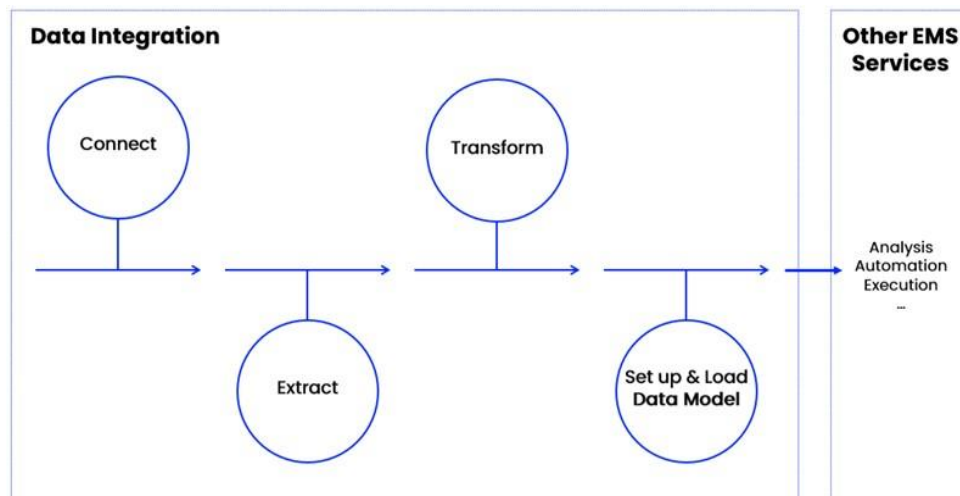 Data Integration
Other EMS
Services
Connect
Transform
Analysis
Automation
Execution
...
Extract
Set up & Load
Data Model